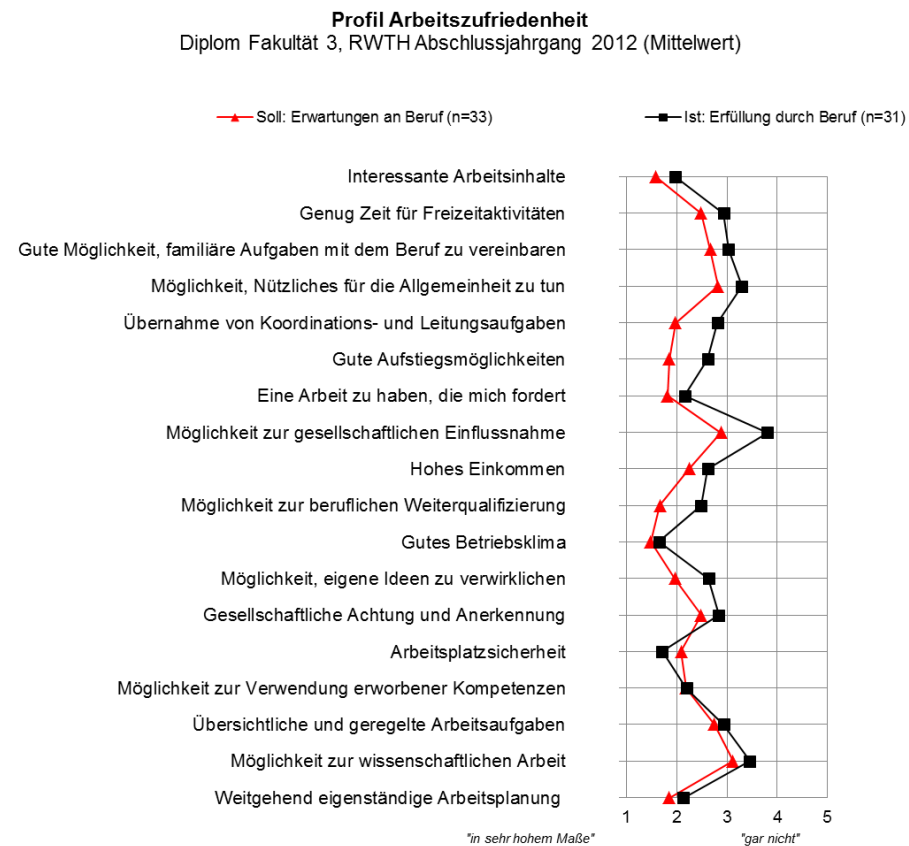 Profil Arbeitszufriedenheit
Diplom Fakultät 3, RWTH Abschlussjahrgang 2012 (Mittelwert)
Soll: Erwartungen an Beruf (n=33)
Ist: Erfüllung durch Beruf (n=31)
Interessante Arbeitsinhalte
Genug Zeit für Freizeitaktivitäten
Gute Möglichkeit, familiäre Aufgaben mit dem Beruf zu vereinbaren
Möglichkeit, Nützliches für die Allgemeinheit zu tun
Übernahme von Koordinations- und Leitungsaufgaben
Gute Aufstiegsmöglichkeiten
Eine Arbeit zu haben, die mich fordert
Möglichkeit zur gesellschaftlichen Einflussnahme
Hohes Einkommen
Möglichkeit zur beruflichen Weiterqualifizierung
Gutes Betriebsklima
Möglichkeit, eigene Ideen zu verwirklichen
Gesellschaftliche Achtung und Anerkennung
Arbeitsplatzsicherheit
Möglichkeit zur Verwendung erworbener Kompetenzen
Übersichtliche und geregelte Arbeitsaufgaben
Möglichkeit zur wissenschaftlichen Arbeit
Weitgehend eigenständige Arbeitsplanung
1 2 3 4 5
"in sehr hohem Maße" "gar nicht"